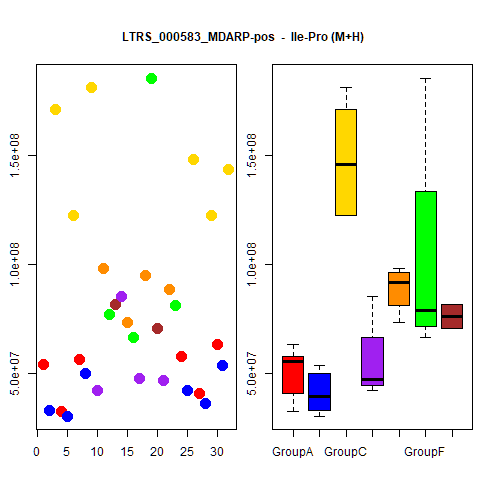 LTRS_000583_MDARP-pos - Ile-Pro (M+H)
1.5e+08
1.0e+08
5.0e+07
0 5 10 15 20 25 30
1.5e+08
1.0e+08
5.0e+07
GroupA GroupC GroupF